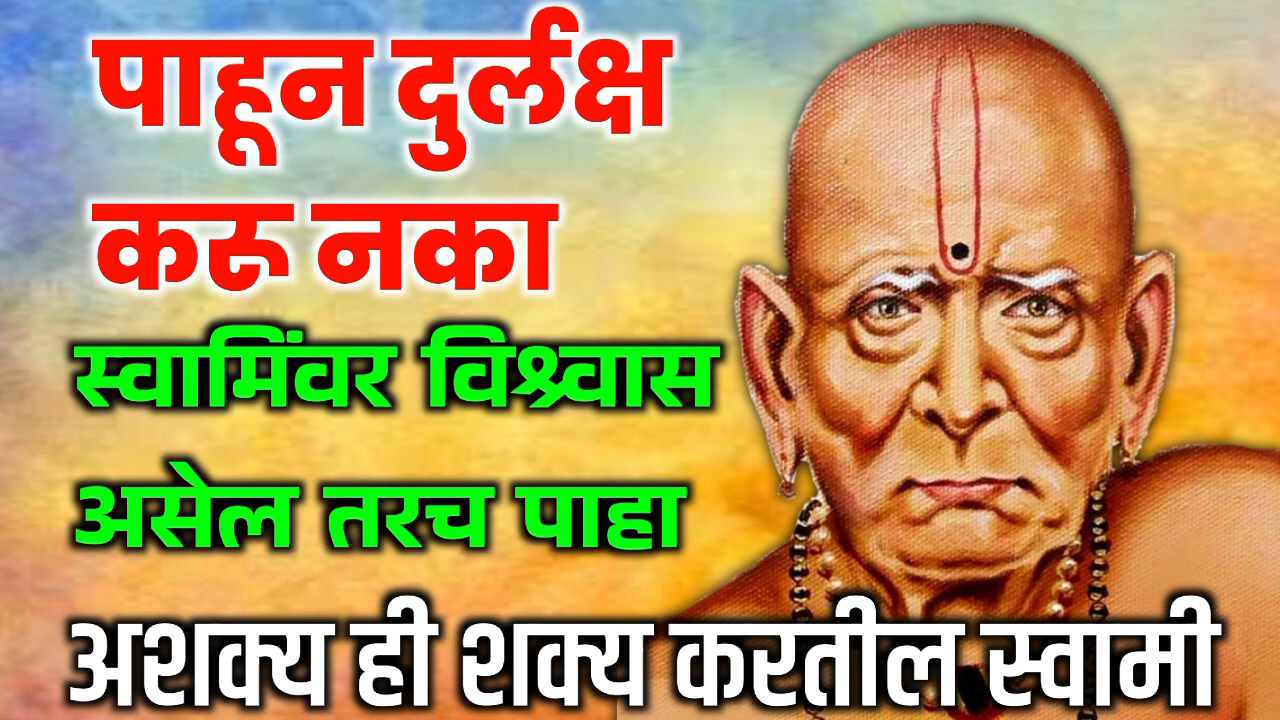 पाहून दुर्लक्ष
करू नका
स्वामिंवर विश्र्वास
असेल तरच पाहा
अशक्य ही शक्य करतील स्वामी